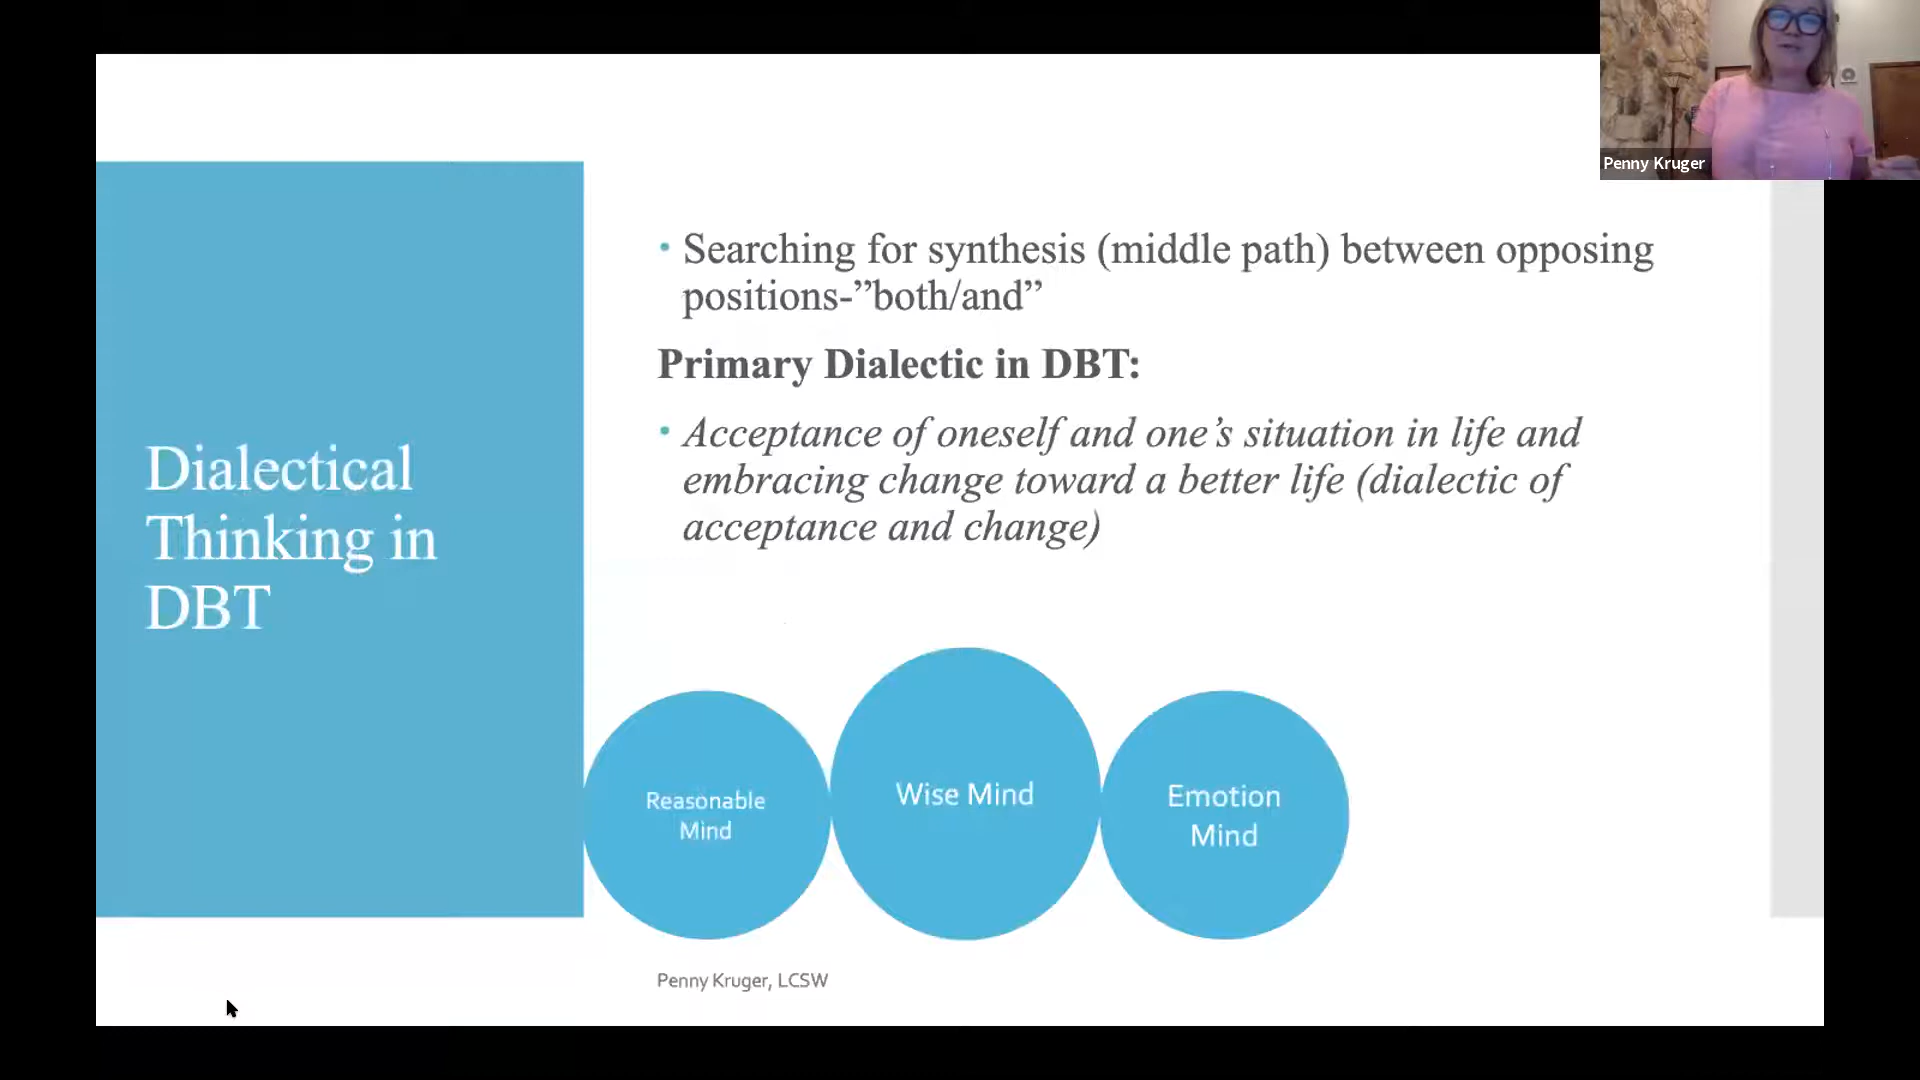 Penny Kruger
Dialectical
Thinking in
DBT
• Searching for synthesis (middle path) between opposing
positions-”both/and”
Primary Dialectic in DBT:
• Acceptance of oneself and one’s situation in life and
embracing change toward a better life (dialectic of
acceptance and change)
Reasonable
Mind
Wise Mind
Emotion
Mind
Penny Kruger, LCSW